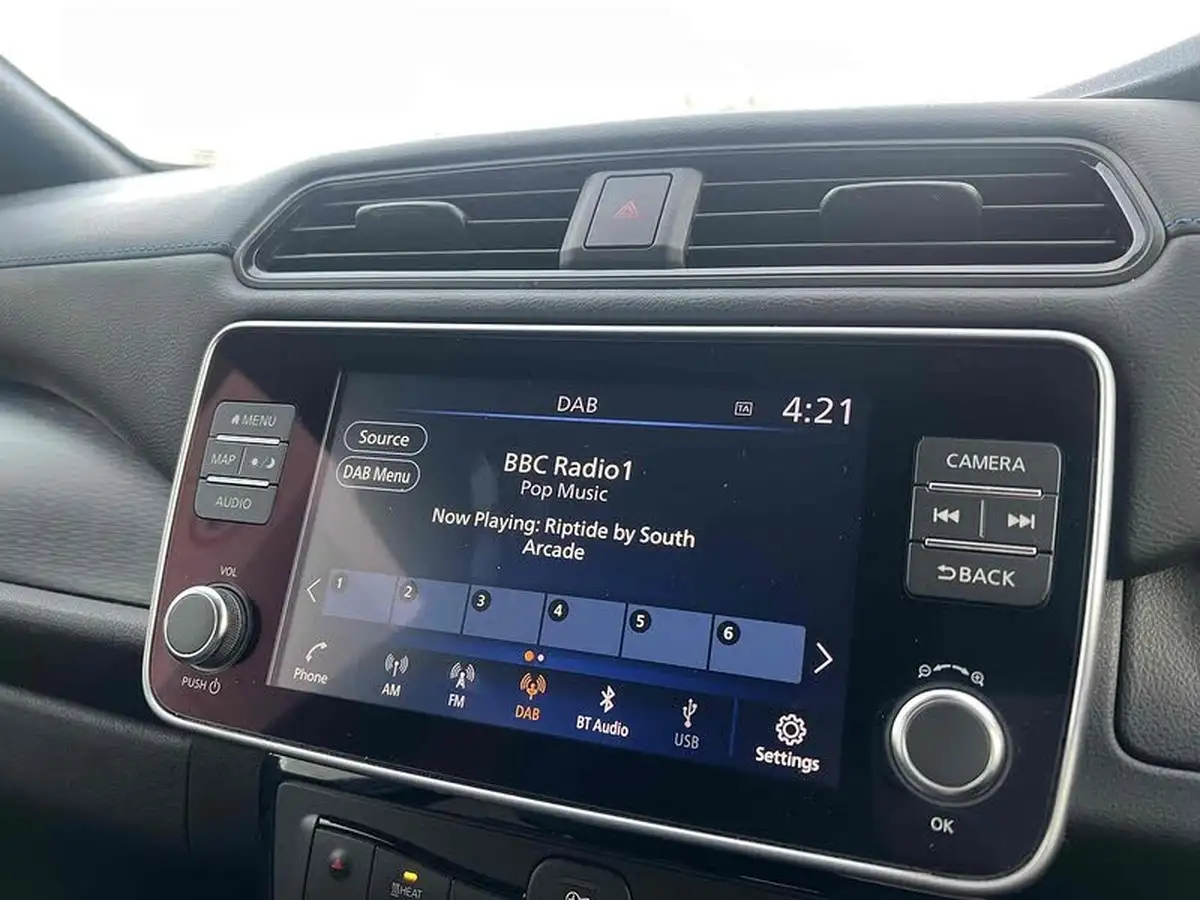 DAB
TA
4:21
MENU
Source
CAMERA
MAP
DAB Menu
BBC Radio1
Pop Music
AUDIO
Now Playing: Riptide by South
Arcade
BACK
VOL
1 2 3 4 5 6
PUSH
Phone
AM
FM
DAB
BT Audio
USB
Settings
OK
HEAT